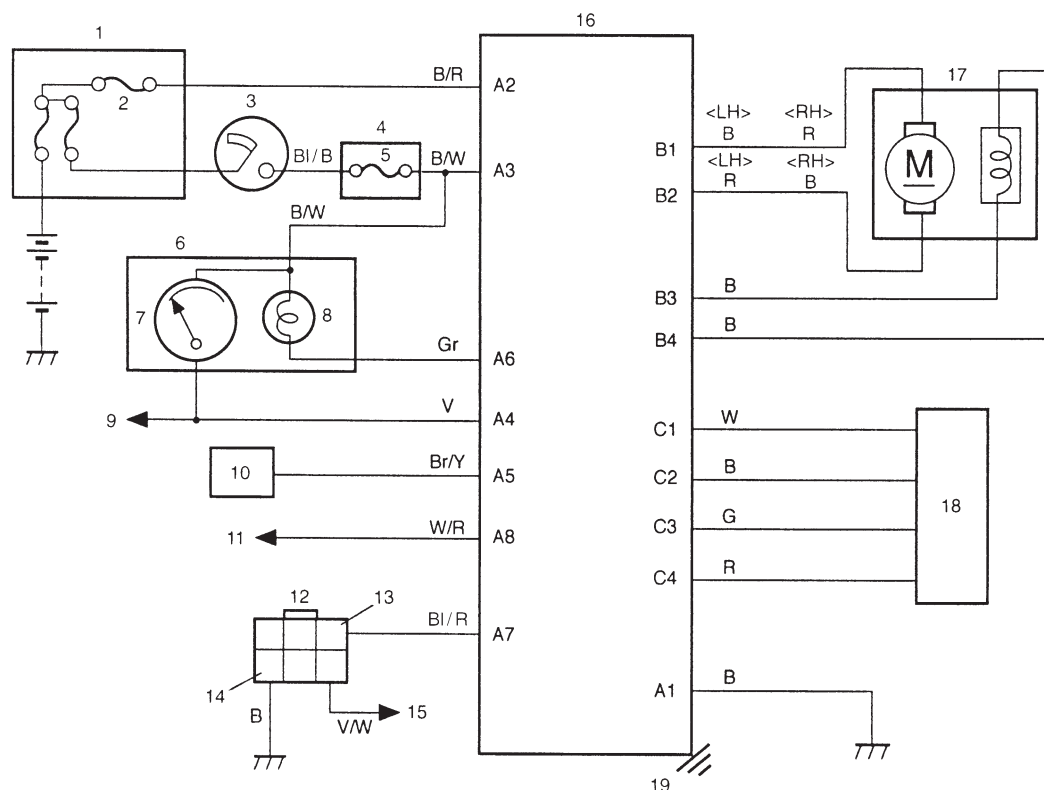 16
1
17
2
B/R
A2
3
4
5
Bl/B
B/W
A3
<LH>
B
<RH>
R
B1
<LH>
R
<RH>
B
B2
M
B/W
6
7
8
Gr
A6
B3
B
B4
B
9
V
A4
C1
W
10
Br/Y
A5
C2
B
18
11
W/R
A8
C3
G
C4
R
12
13
Bl/R
A7
14
B
V/W
15
A1
B
19